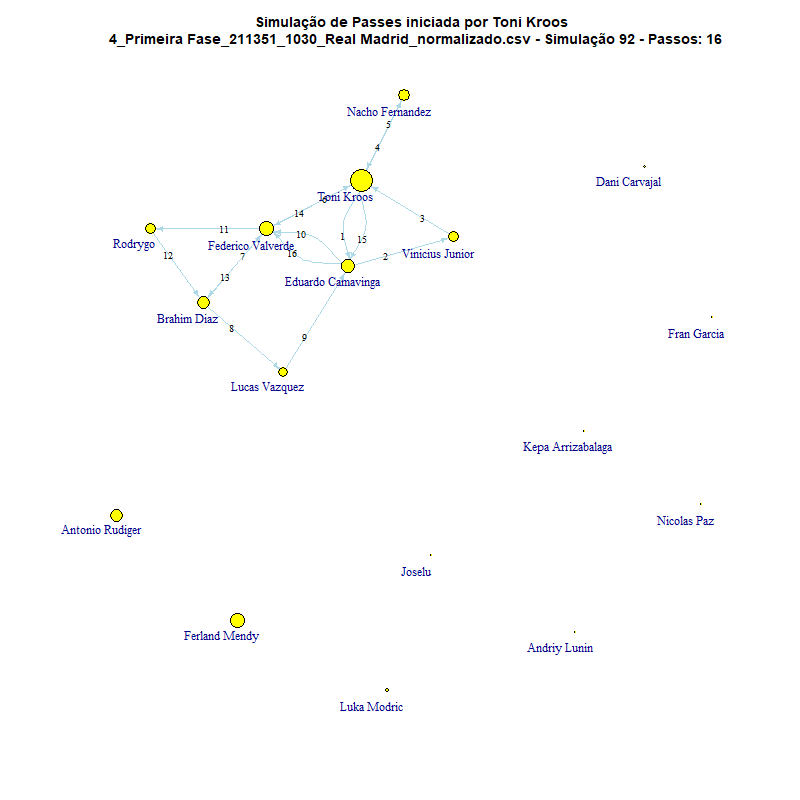 Simulação de Passes iniciada por Toni Kroos
4_Primeira Fase_211351_1030_Real Madrid_normalizado.csv - Simulação 92 - Passos: 16
Nacho Fernandez
5
4
Dani Carvajal
Toni Kroos
6
14
3
11
10
1
15
Rodrygo
Federico Valverde
16
2
Vinicius Junior
12
7
13
Eduardo Camavinga
Brahim Diaz
8
9
Fran Garcia
Lucas Vazquez
Kepa Arrizabalaga
Nicolas Paz
Antonio Rudiger
Joselu
Ferland Mendy
Andriy Lunin
Luka Modric